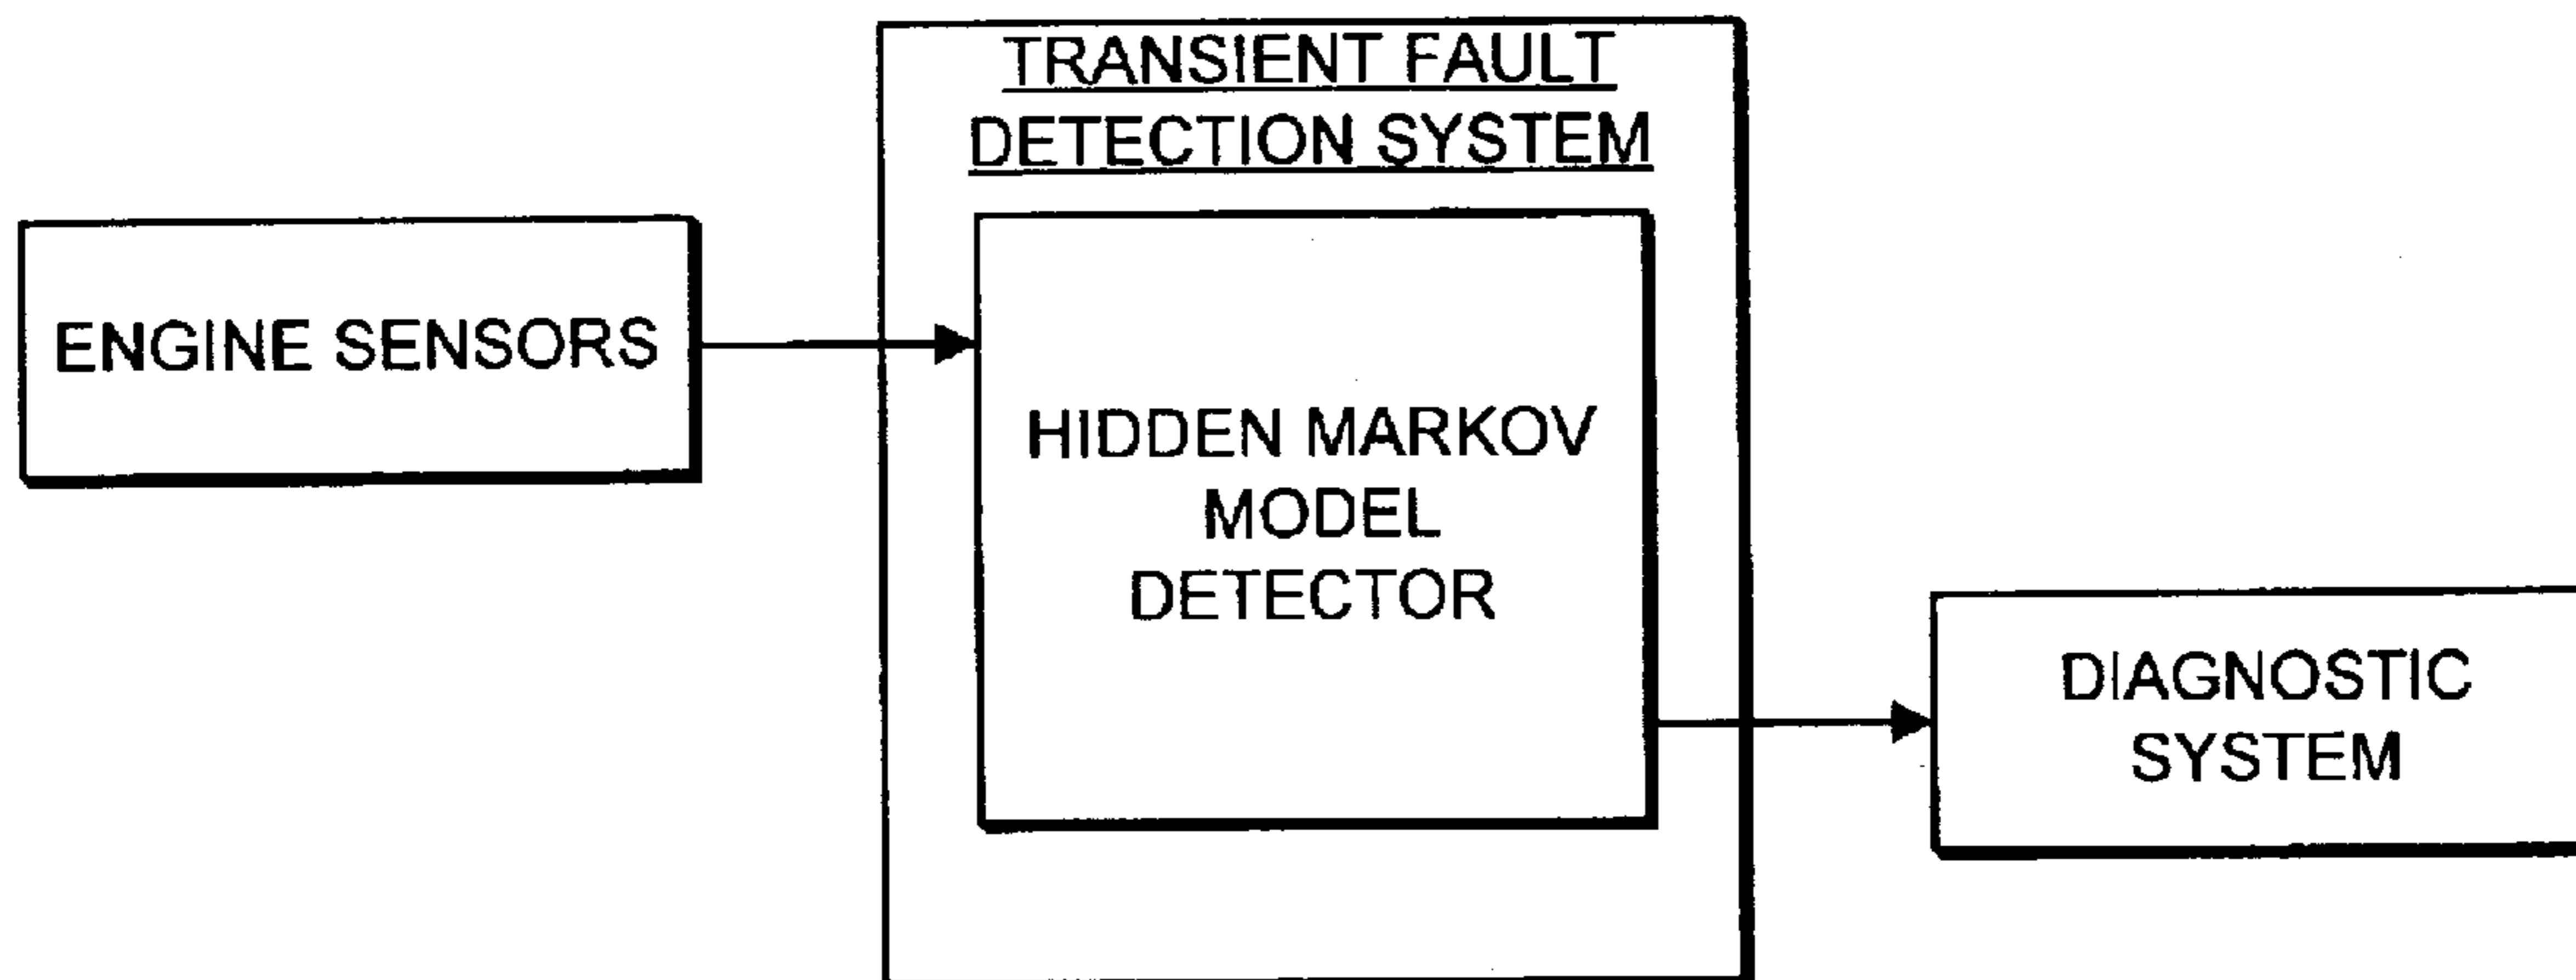 TRANSIENT FAULT
DETECTION SYSTEM
ENGINE SENSORS
HIDDEN MARKOV
MODEL
DETECTOR
DIAGNOSTIC
SYSTEM